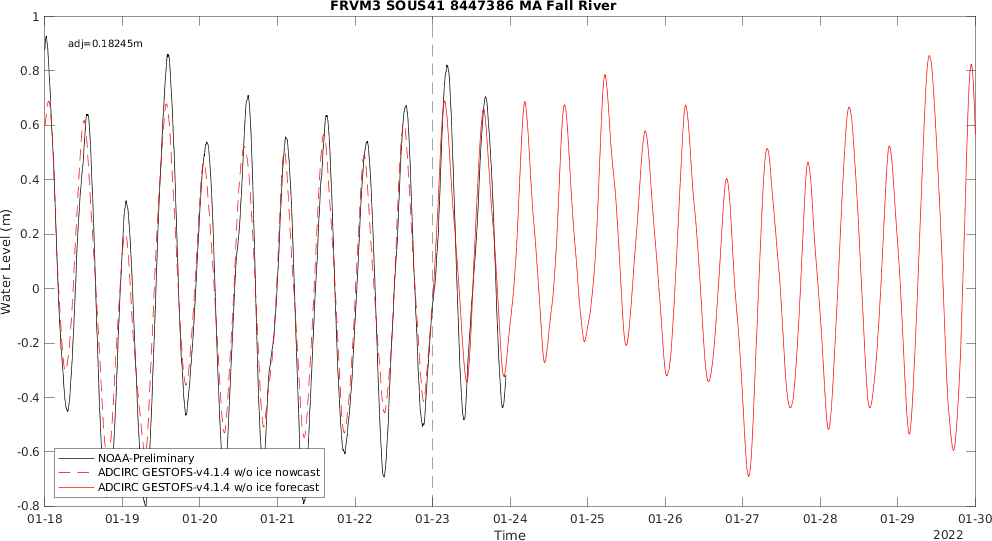 FRVM3 SOUS41 8447386 MA Fall River
adj=0.18245m
Water Level (m)
1
0.8
0.6
0.4
0.2
0
-0.2
-0.4
-0.6
-0.8
NOAA-Preliminary
ADCIRC GESTOFS-v4.1.4 w/o ice nowcast
ADCIRC GESTOFS-v4.1.4 w/o ice forecast
01-18 01-19 01-20 01-21 01-22 01-23 01-24 01-25 01-26 01-27 01-28 01-29 01-30
Time
2022